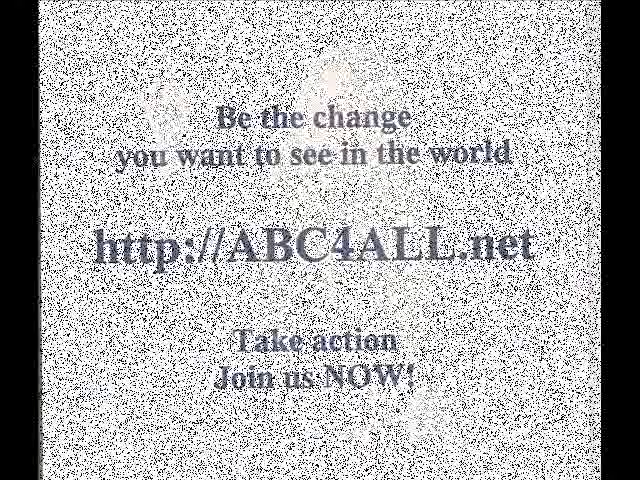 Be the change
you want to see in the world
http://ABC4ALL.net
Take action
Join us NOW!